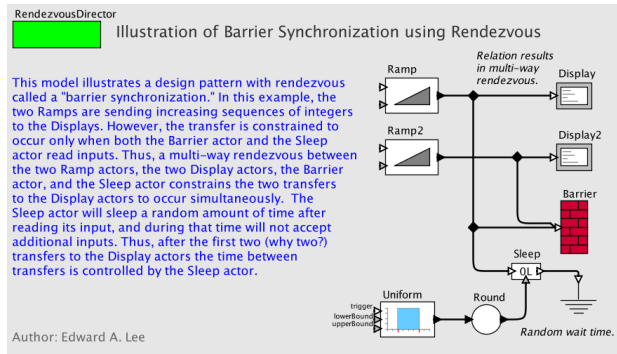 RendezvousDirector
Illustration of Barrier Synchronization using Rendezvous
This model illustrates a design pattern with rendezvous
called a "barrier synchronization." In this example, the
two Ramps are sending increasing sequences of integers
to the Displays. However, the transfer is constrained to
occur only when both the Barrier actor and the Sleep
actor read inputs. Thus, a multi-way rendezvous between
the two Ramp actors, the two Display actors, the Barrier
actor, and the Sleep actor constrains the two transfers
to the Display actors to occur simultaneously.  The
Sleep actor will sleep a random amount of time after
reading its input, and during that time will not accept
additional inputs. Thus, after the first two (why two?)
transfers to the Display actors the time between
transfers is controlled by the Sleep actor.
Author: Edward A. Lee
Relation results
in multi-way
rendezvous.
Ramp
Display
Ramp2
Display2
Barrier
Sleep
0L
Uniform
Round
trigger
lowerBound
upperBound
Random wait time.